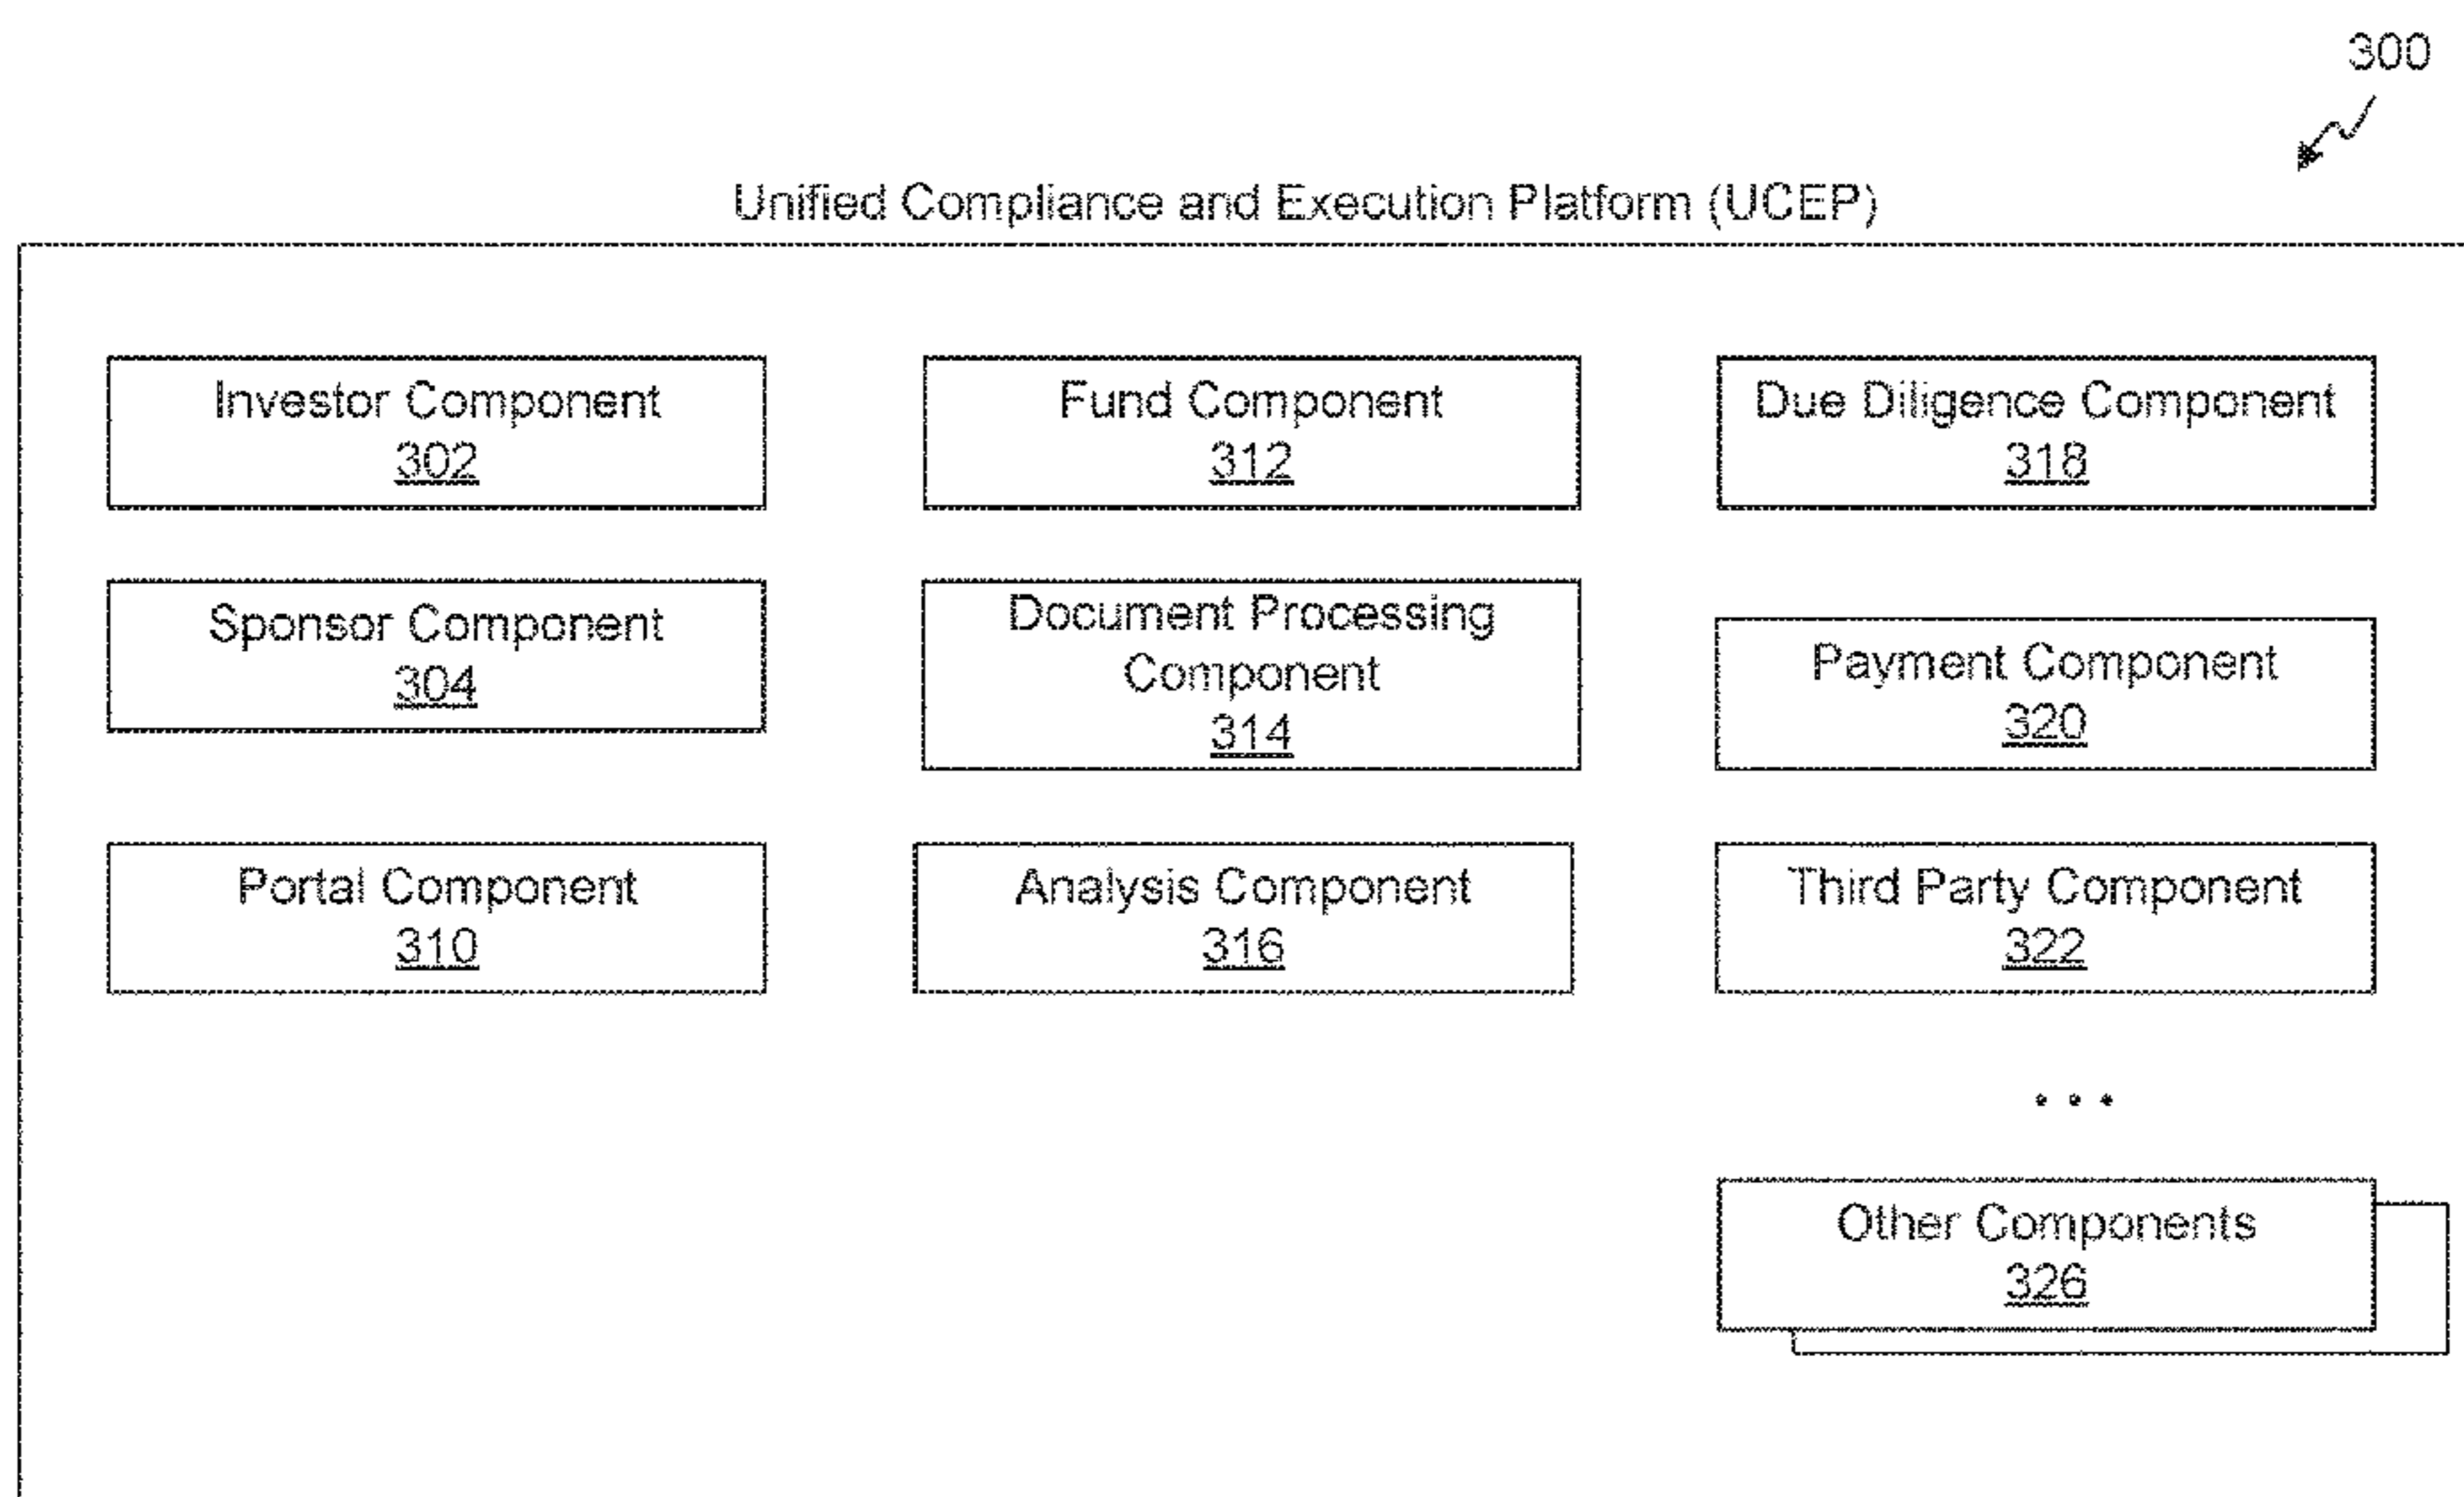 300
Unified Compliance and Execution Platform (UCEP)
Investor Component
302
Fund Component
312
Due Diligence Component
318
Sponsor Component
304
Document Processing
Component
314
Payment Component
320
Portal Component
310
Analysis Component
316
Third Party Component
322
...
Other Components
326